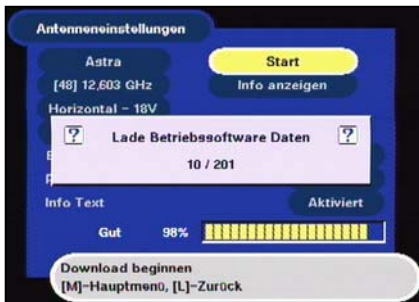 Antenneneinstellungen
Astra
Start
[48] 12,603 GHz
Info anzeigen
Horizontal - 18V
? Lade Betriebssoftware Daten ?
10 / 201
Info Text
Aktiviert
Gut 98%
Download beginnen
[M]-Hauptmenü, [L]-Zurück